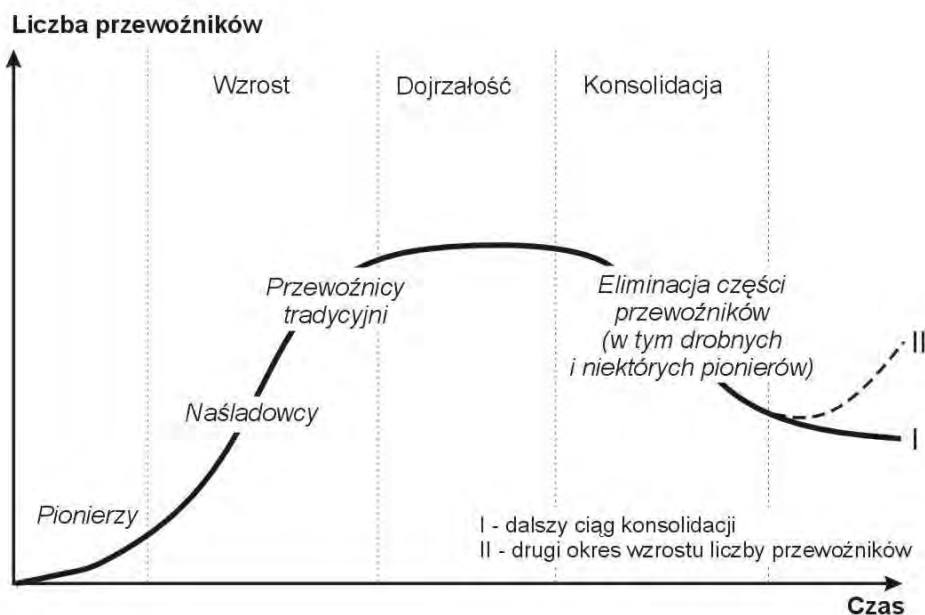 Liczba przewoźników
Wzrost
Dojrzałość
Konsolidacja
Przewoźnicy
tradycyjni
Eliminacja części
przewoźników
(w tym drobnych
i niektórych pionierów)
II
Naśladowcy
I
Pionierzy
I - dalszy ciąg konsolidacji
II - drugi okres wzrostu liczby przewoźników
Czas